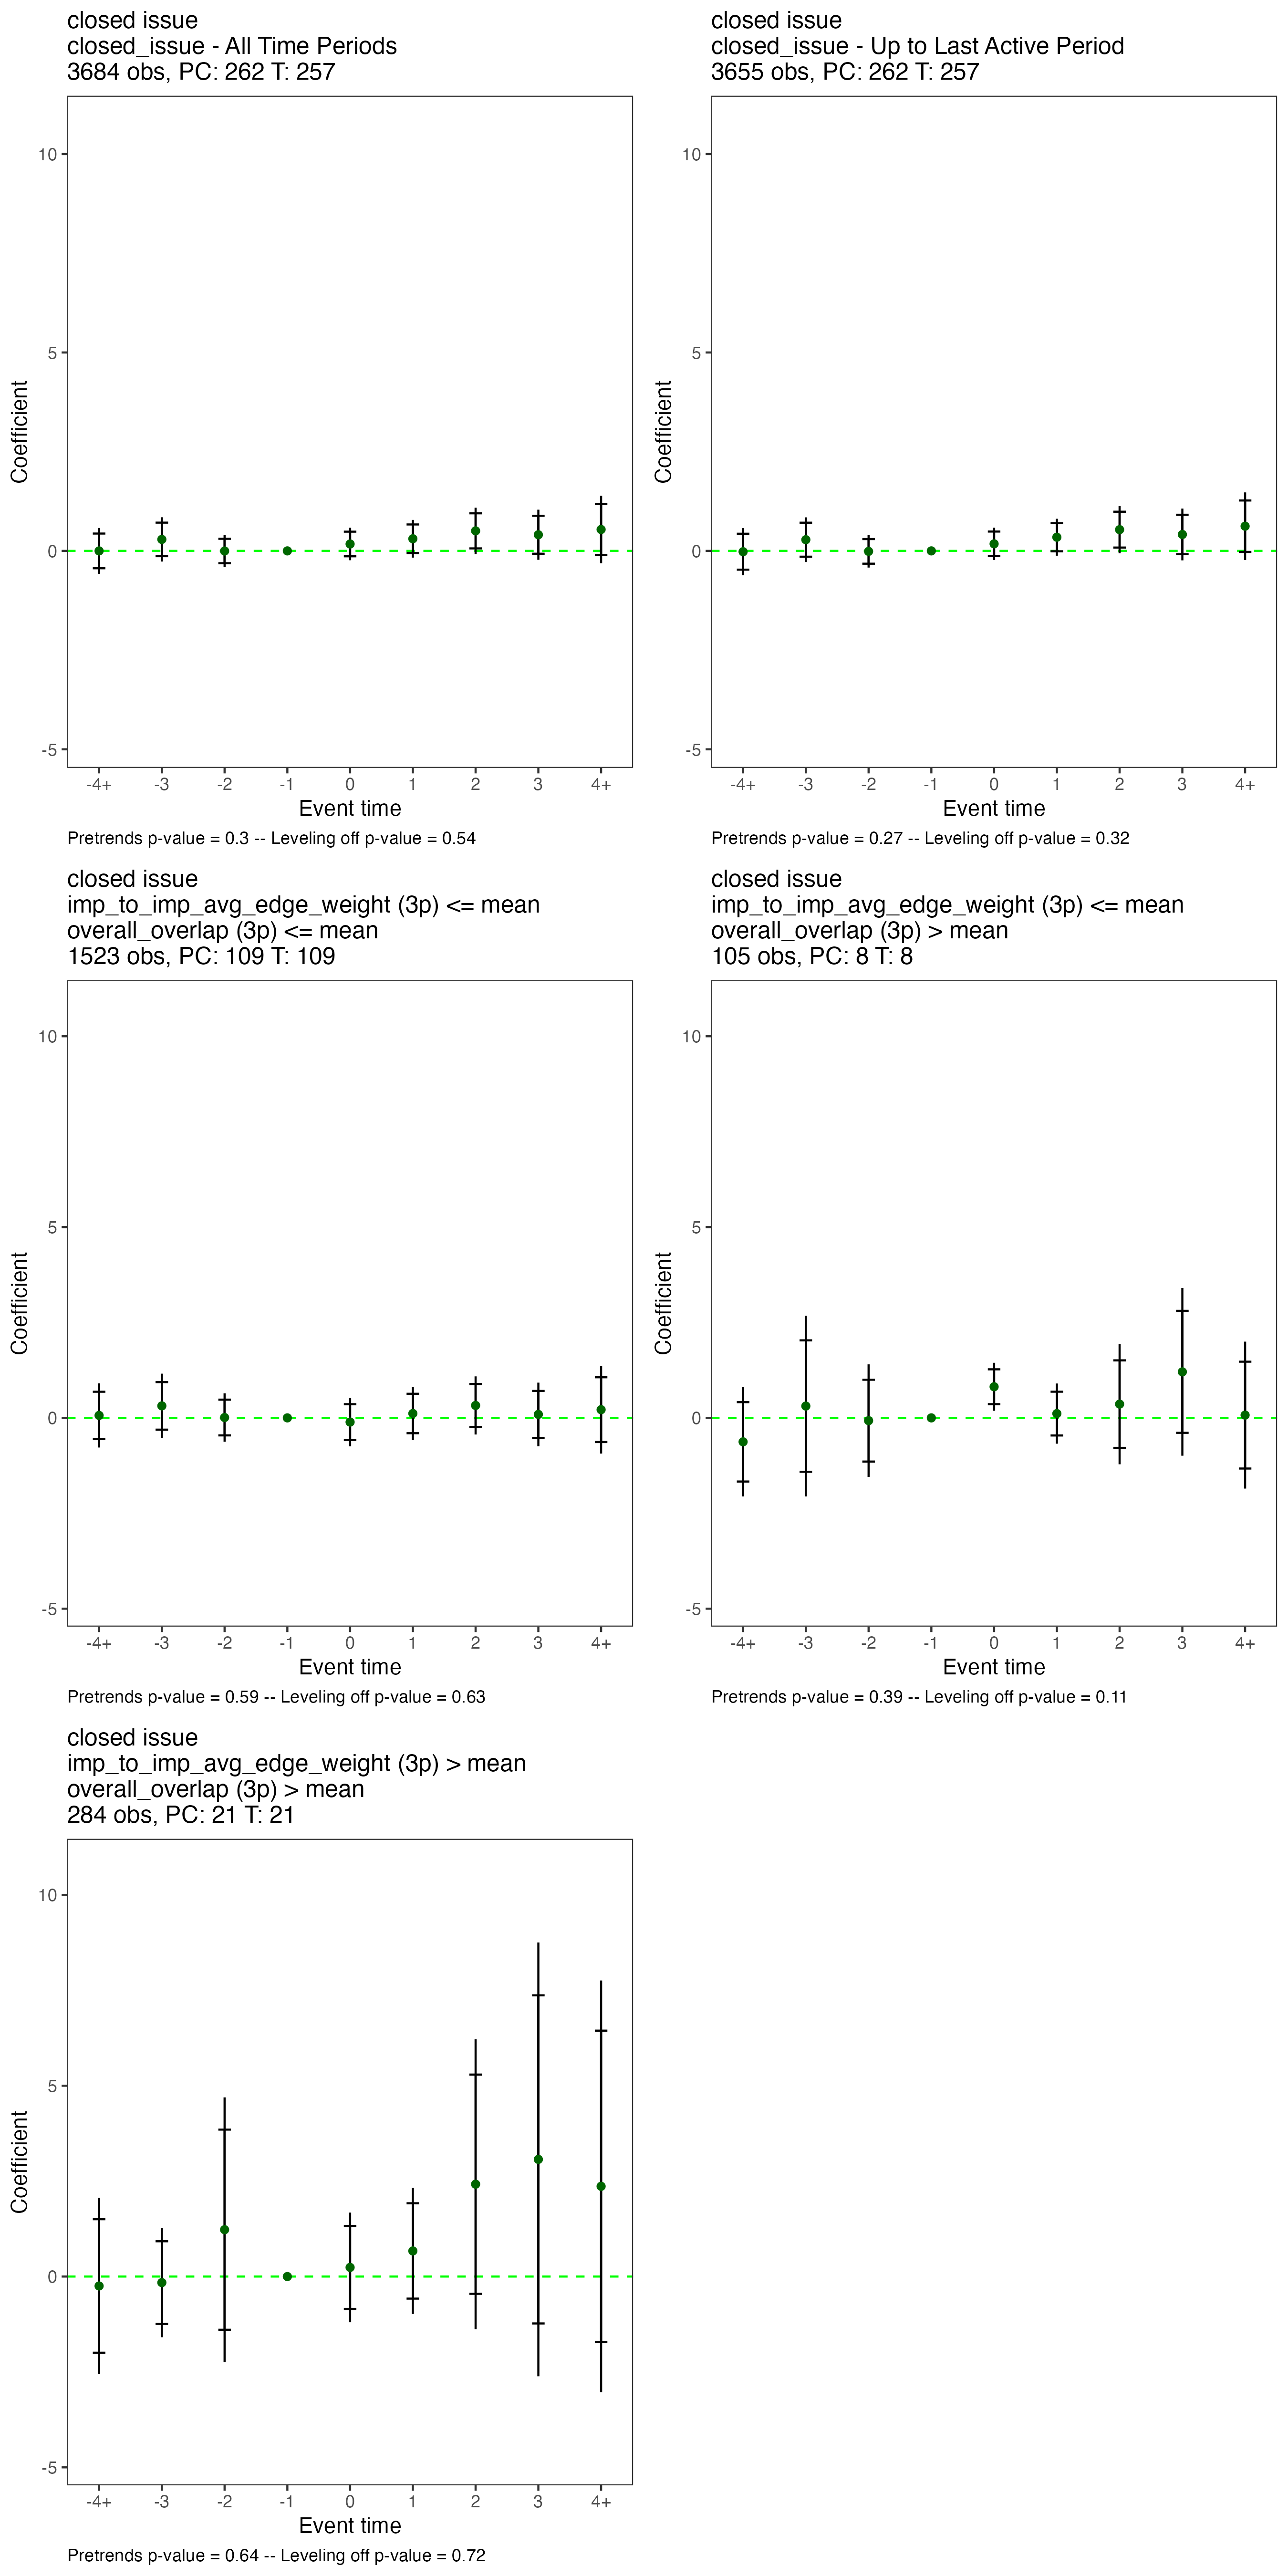 closed issue
closed_issue - All Time Periods
3684 obs, PC: 262 T: 257
10
5
0
-5
Coefficient
-4+ -3 -2 -1 0 1 2 3 4+
Event time
Pretrends p-value = 0.3 -- Leveling off p-value = 0.54
closed issue
closed_issue - Up to Last Active Period
3655 obs, PC: 262 T: 257
10
5
0
-5
Coefficient
-4+ -3 -2 -1 0 1 2 3 4+
Event time
Pretrends p-value = 0.27 -- Leveling off p-value = 0.32
closed issue
imp_to_imp_avg_edge_weight (3p) <= mean
overall_overlap (3p) <= mean
1523 obs, PC: 109 T: 109
10
5
0
-5
Coefficient
-4+ -3 -2 -1 0 1 2 3 4+
Event time
Pretrends p-value = 0.59 -- Leveling off p-value = 0.63
closed issue
imp_to_imp_avg_edge_weight (3p) <= mean
overall_overlap (3p) > mean
105 obs, PC: 8 T: 8
10
5
0
-5
Coefficient
-4+ -3 -2 -1 0 1 2 3 4+
Event time
Pretrends p-value = 0.39 -- Leveling off p-value = 0.11
closed issue
imp_to_imp_avg_edge_weight (3p) > mean
overall_overlap (3p) > mean
284 obs, PC: 21 T: 21
10
5
0
-5
Coefficient
-4+ -3 -2 -1 0 1 2 3 4+
Event time
Pretrends p-value = 0.64 -- Leveling off p-value = 0.72